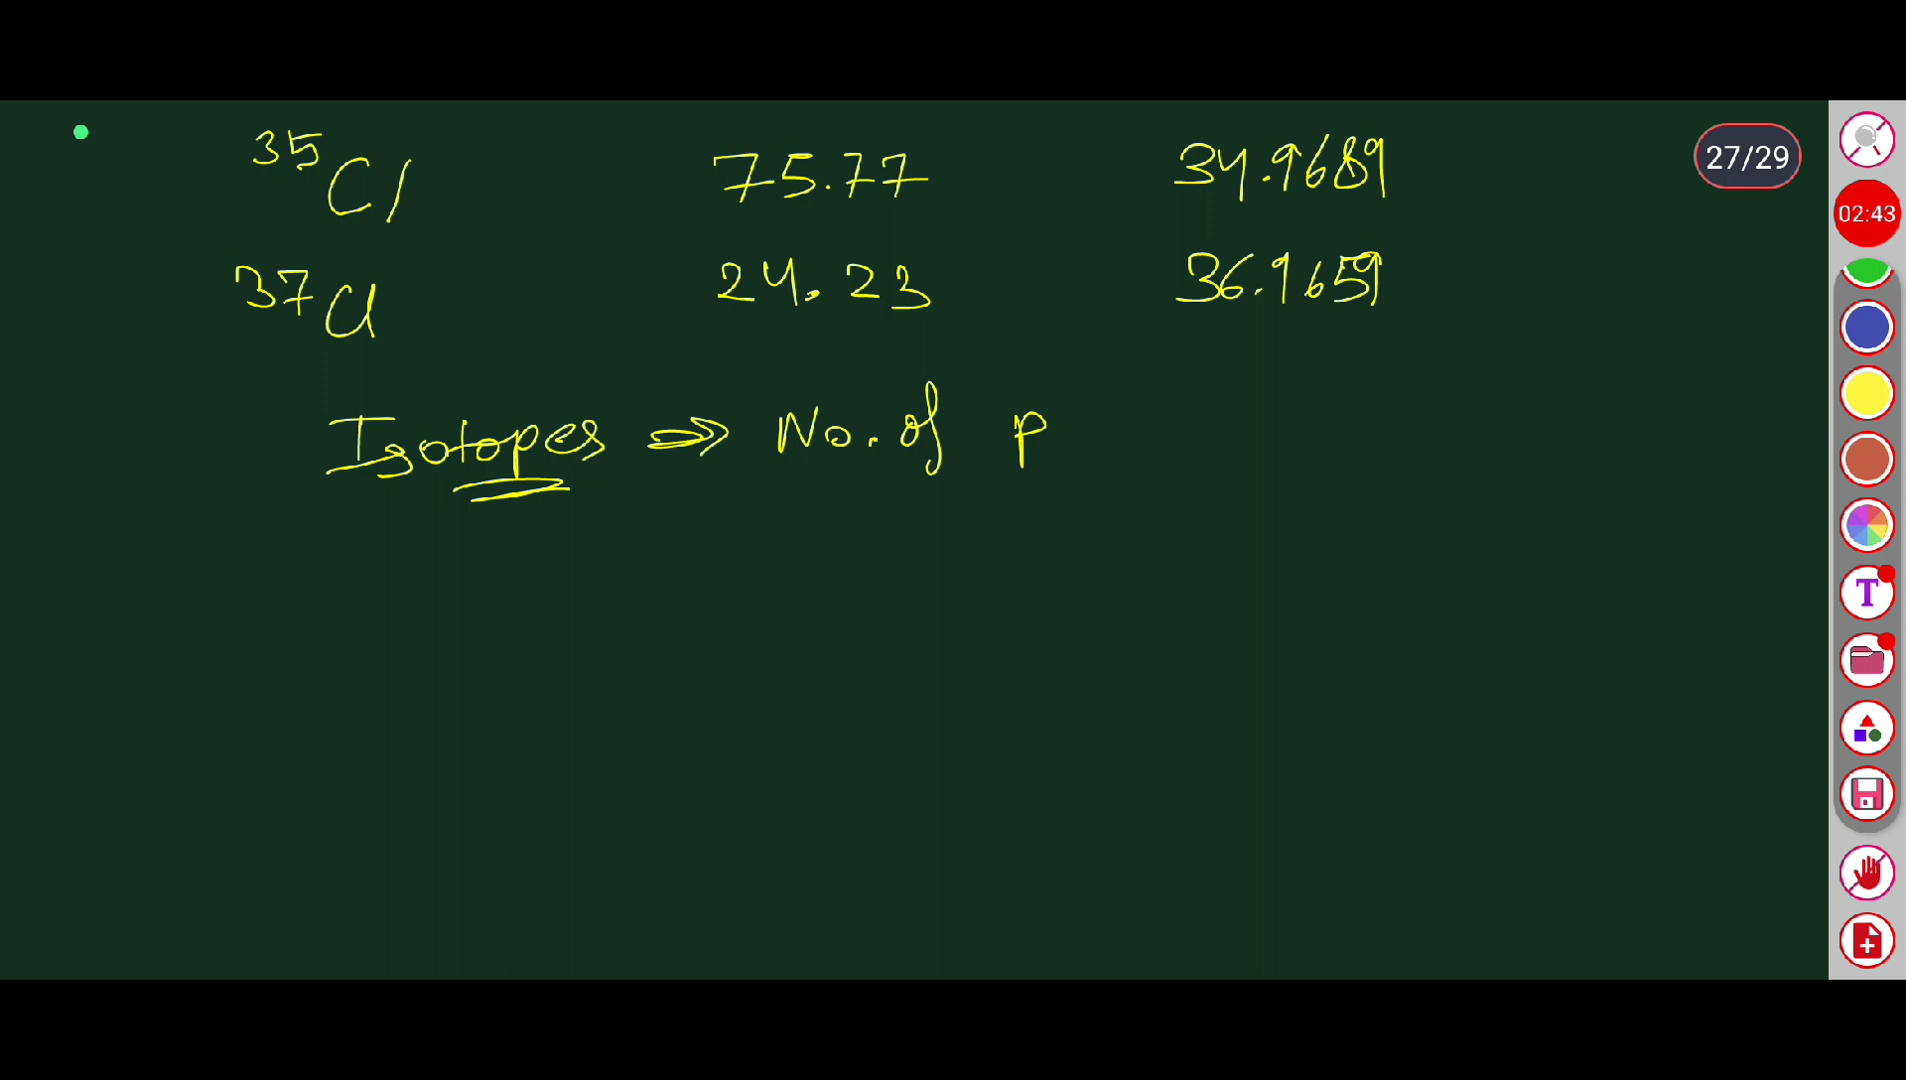 ³⁵Cl 75.77 34.9689
³⁷Cl 24.23 36.9659
Isotopes ⇒ No. of p
27/29
02:43
T